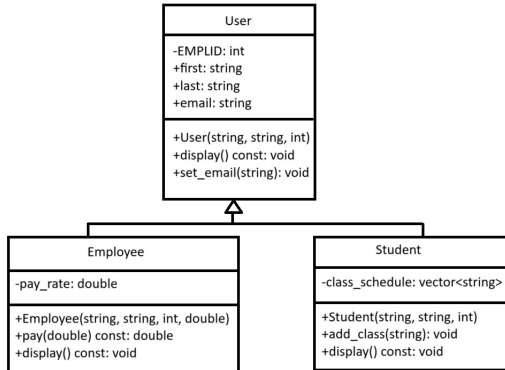 User
-EMPLID: int
+first: string
+last: string
+email: string
+User(string, string, int)
+display() const: void
+set_email(string): void
Employee
-pay_rate: double
+Employee(string, string, int, double)
+pay(double) const: double
+display() const: void
Student
-class_schedule: vector<string>
+Student(string, string, int)
+add_class(string): void
+display() const: void